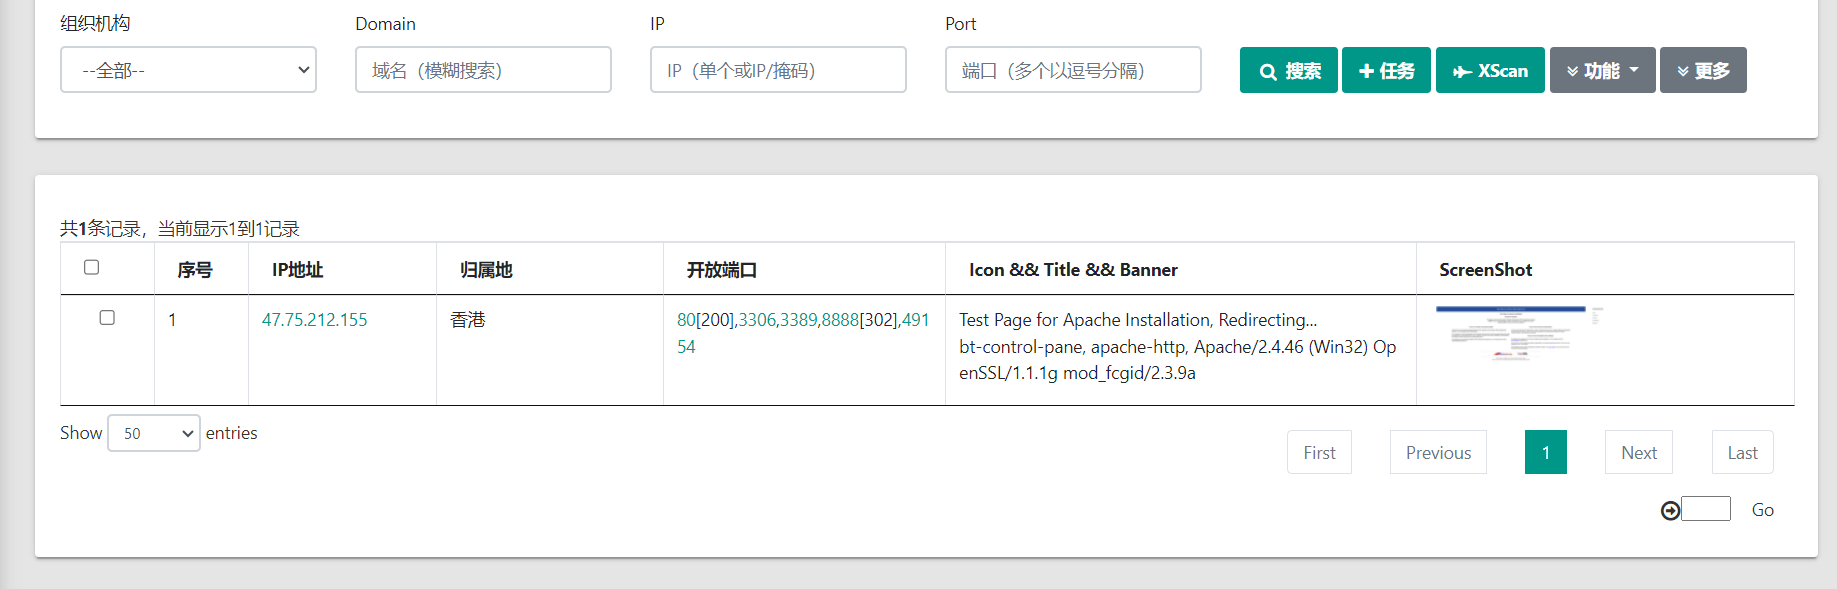 组织机构
Domain
IP
Port
--全部--
域名（模糊搜索）
IP（单个或IP/掩码）
端口（多个以逗号分隔）
搜索
任务
XScan
功能
更多
共1条记录，当前显示1到1记录
序号
IP地址
归属地
开放端口
Icon && Title && Banner
ScreenShot
1
47.75.212.155
香港
80[200],3306,3389,8888[302],491
54
Test Page for Apache Installation, Redirecting...
bt-control-pane, apache-http, Apache/2.4.46 (Win32) Op
enSSL/1.1.1g mod_fcgid/2.3.9a
Show 50 entries
First
Previous
1
Next
Last
Go